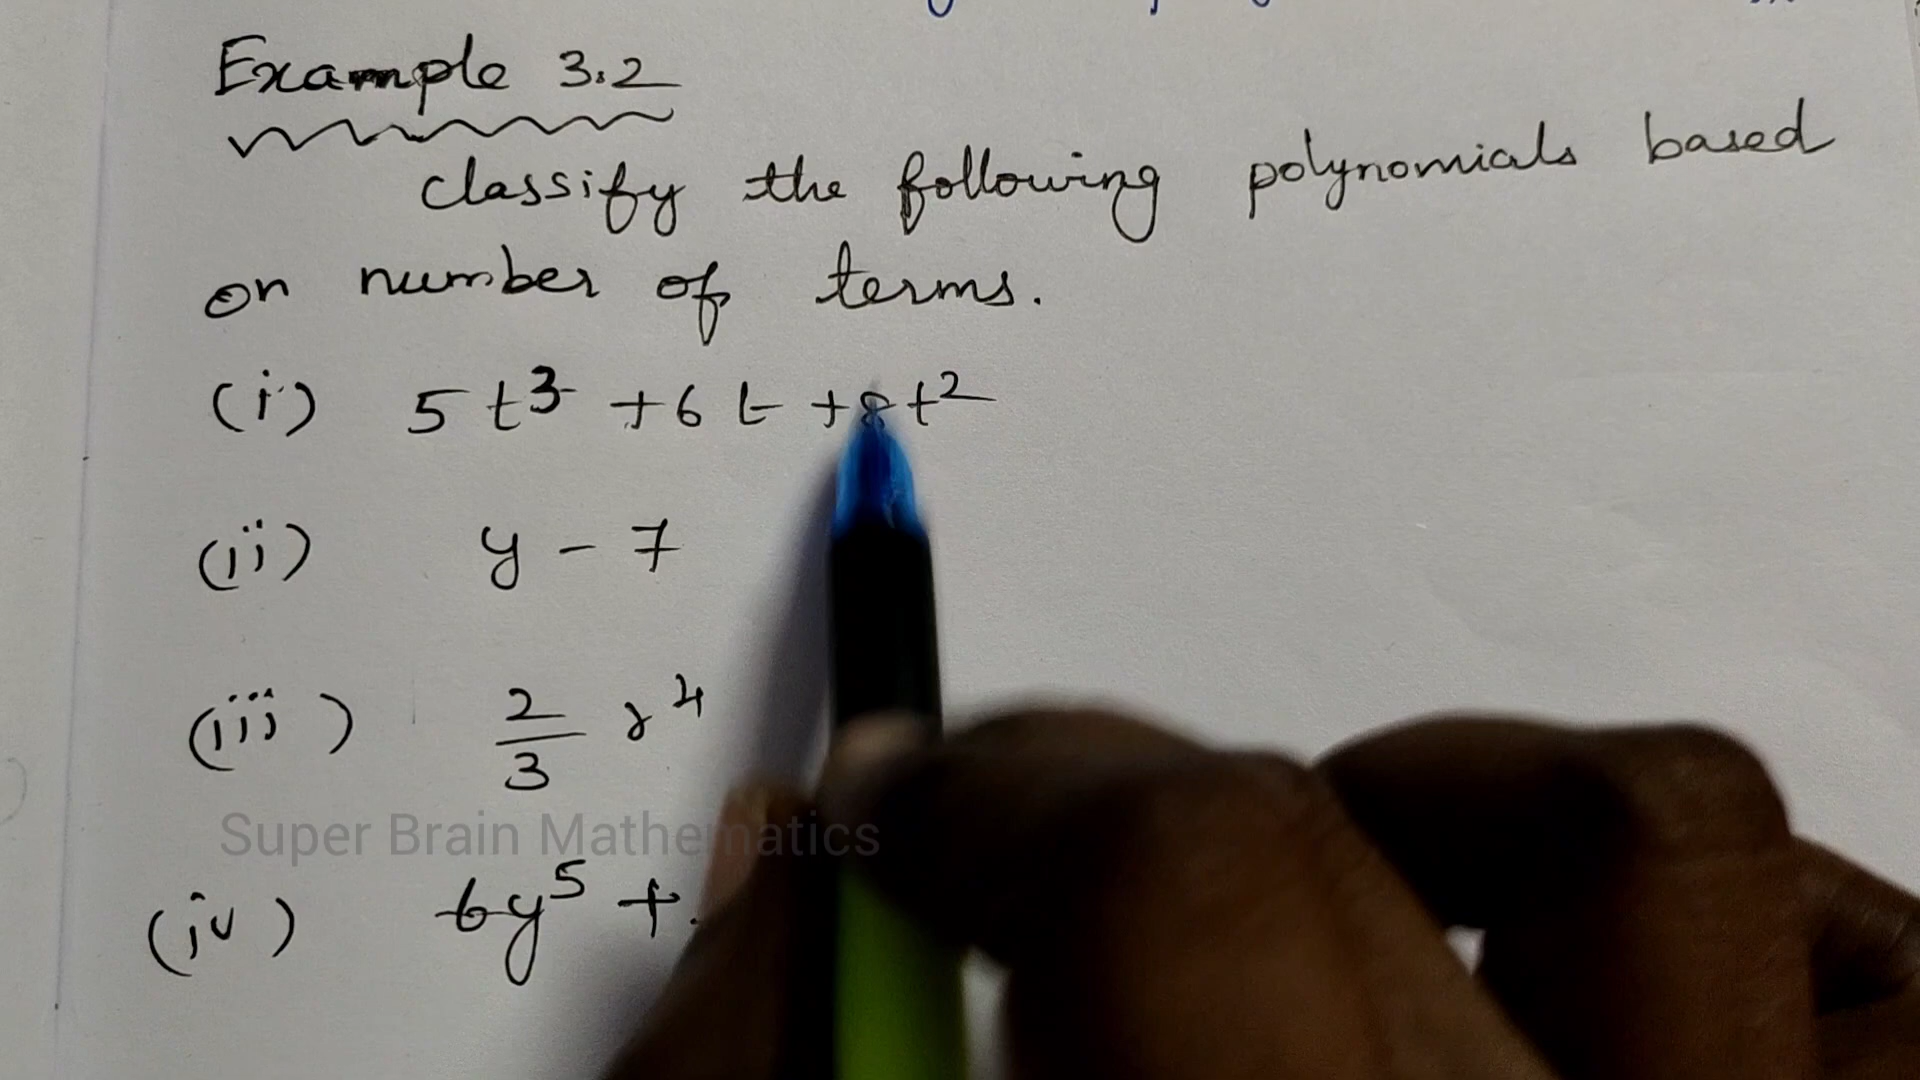 Example 3.2
classify the following polynomials based
on number of terms.
(i) 5t³ + 6t + 8t²
(ii) y - 7
(iii) 2/3 r⁴
Super Brain Mathematics
(iv) 6y⁵ +